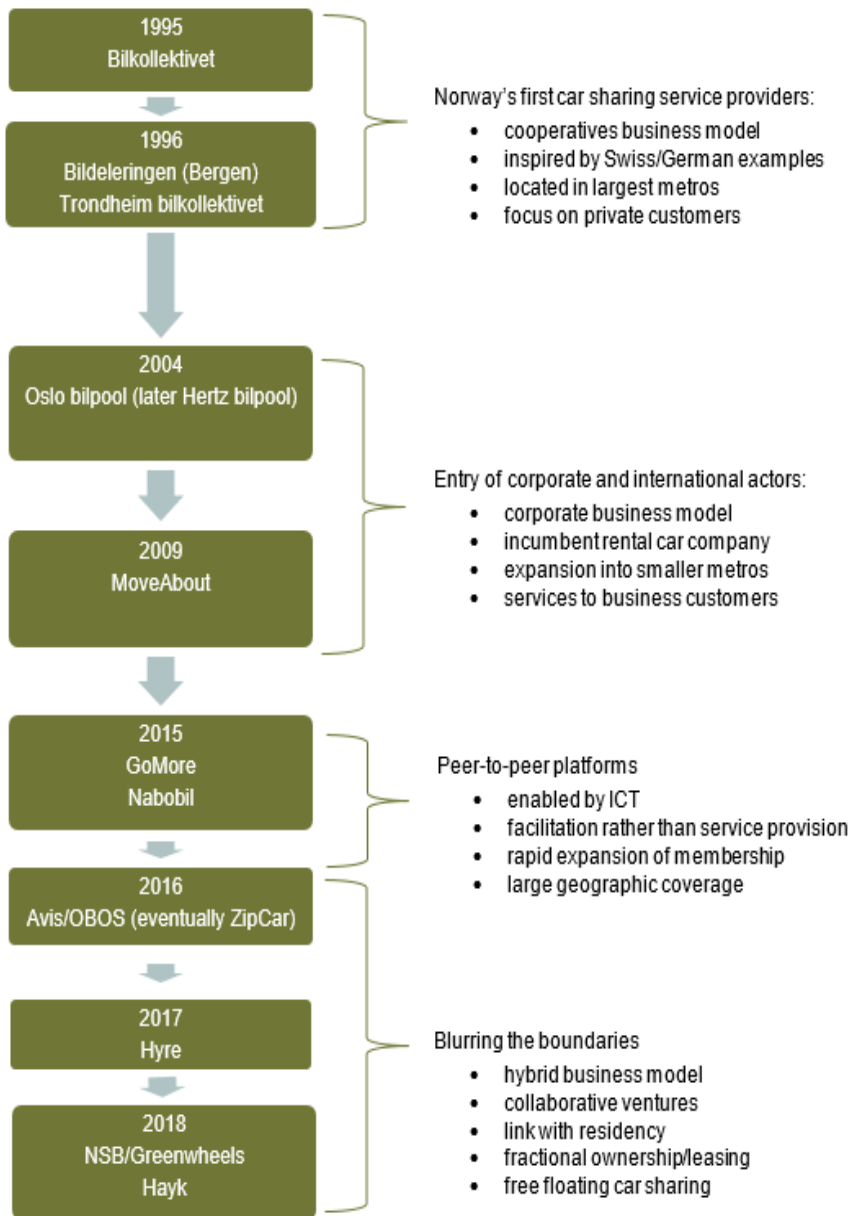 1995
Bilkollektivet
1996
Bildeleringen (Bergen)
Trondheim bilkollektivet
Norway's first car sharing service providers:
• cooperatives business model
• inspired by Swiss/German examples
• located in largest metros
• focus on private customers
2004
Oslo bilpool (later Hertz bilpool)
2009
MoveAbout
Entry of corporate and international actors:
• corporate business model
• incumbent rental car company
• expansion into smaller metros
• services to business customers
2015
GoMore
Nabobil
Peer-to-peer platforms
• enabled by ICT
• facilitation rather than service provision
• rapid expansion of membership
• large geographic coverage
2016
Avis/OBOS (eventually ZipCar)
2017
Hyre
2018
NSB/Greenwheels
Hayk
Blurring the boundaries
• hybrid business model
• collaborative ventures
• link with residency
• fractional ownership/leasing
• free floating car sharing